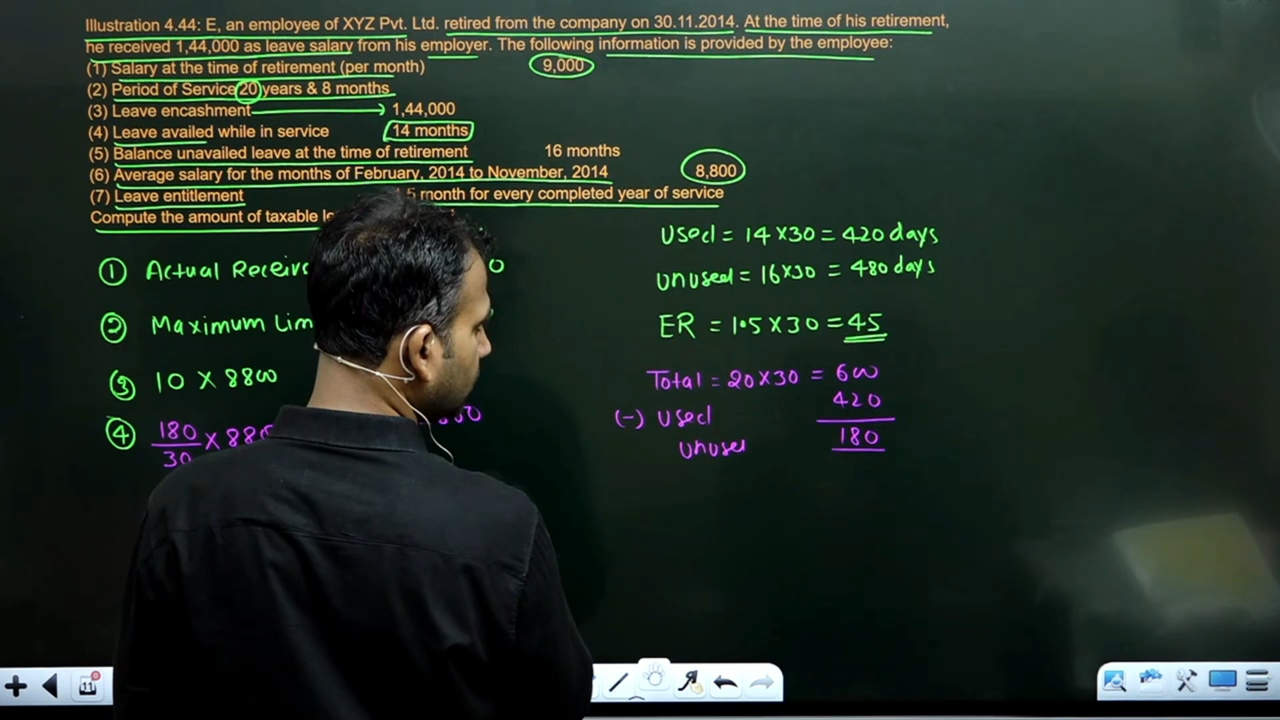 Illustration 4.44: E, an employee of XYZ Pvt. Ltd. retired from the company on 30.11.2014. At the time of his retirement,
he received 1,44,000 as leave salary from his employer. The following information is provided by the employee:
(1) Salary at the time of retirement (per month) 9,000
(2) Period of Service 20 years & 8 months
(3) Leave encashment 1,44,000
(4) Leave availed while in service 14 months
(5) Balance unavailed leave at the time of retirement 16 months
(6) Average salary for the months of February, 2014 to November, 2014 8,800
(7) Leave entitlement 5 month for every completed year of service
Compute the amount of taxable
① Actual
② Maximum
③ 10 × 8800
④ 180/30 ×
Used = 14×30 = 420 days
unused = 16×30 = 480 days
ER = 1.5 × 30 = 45
Total = 20×30 = 600
(-) Used 420
unused 180
11